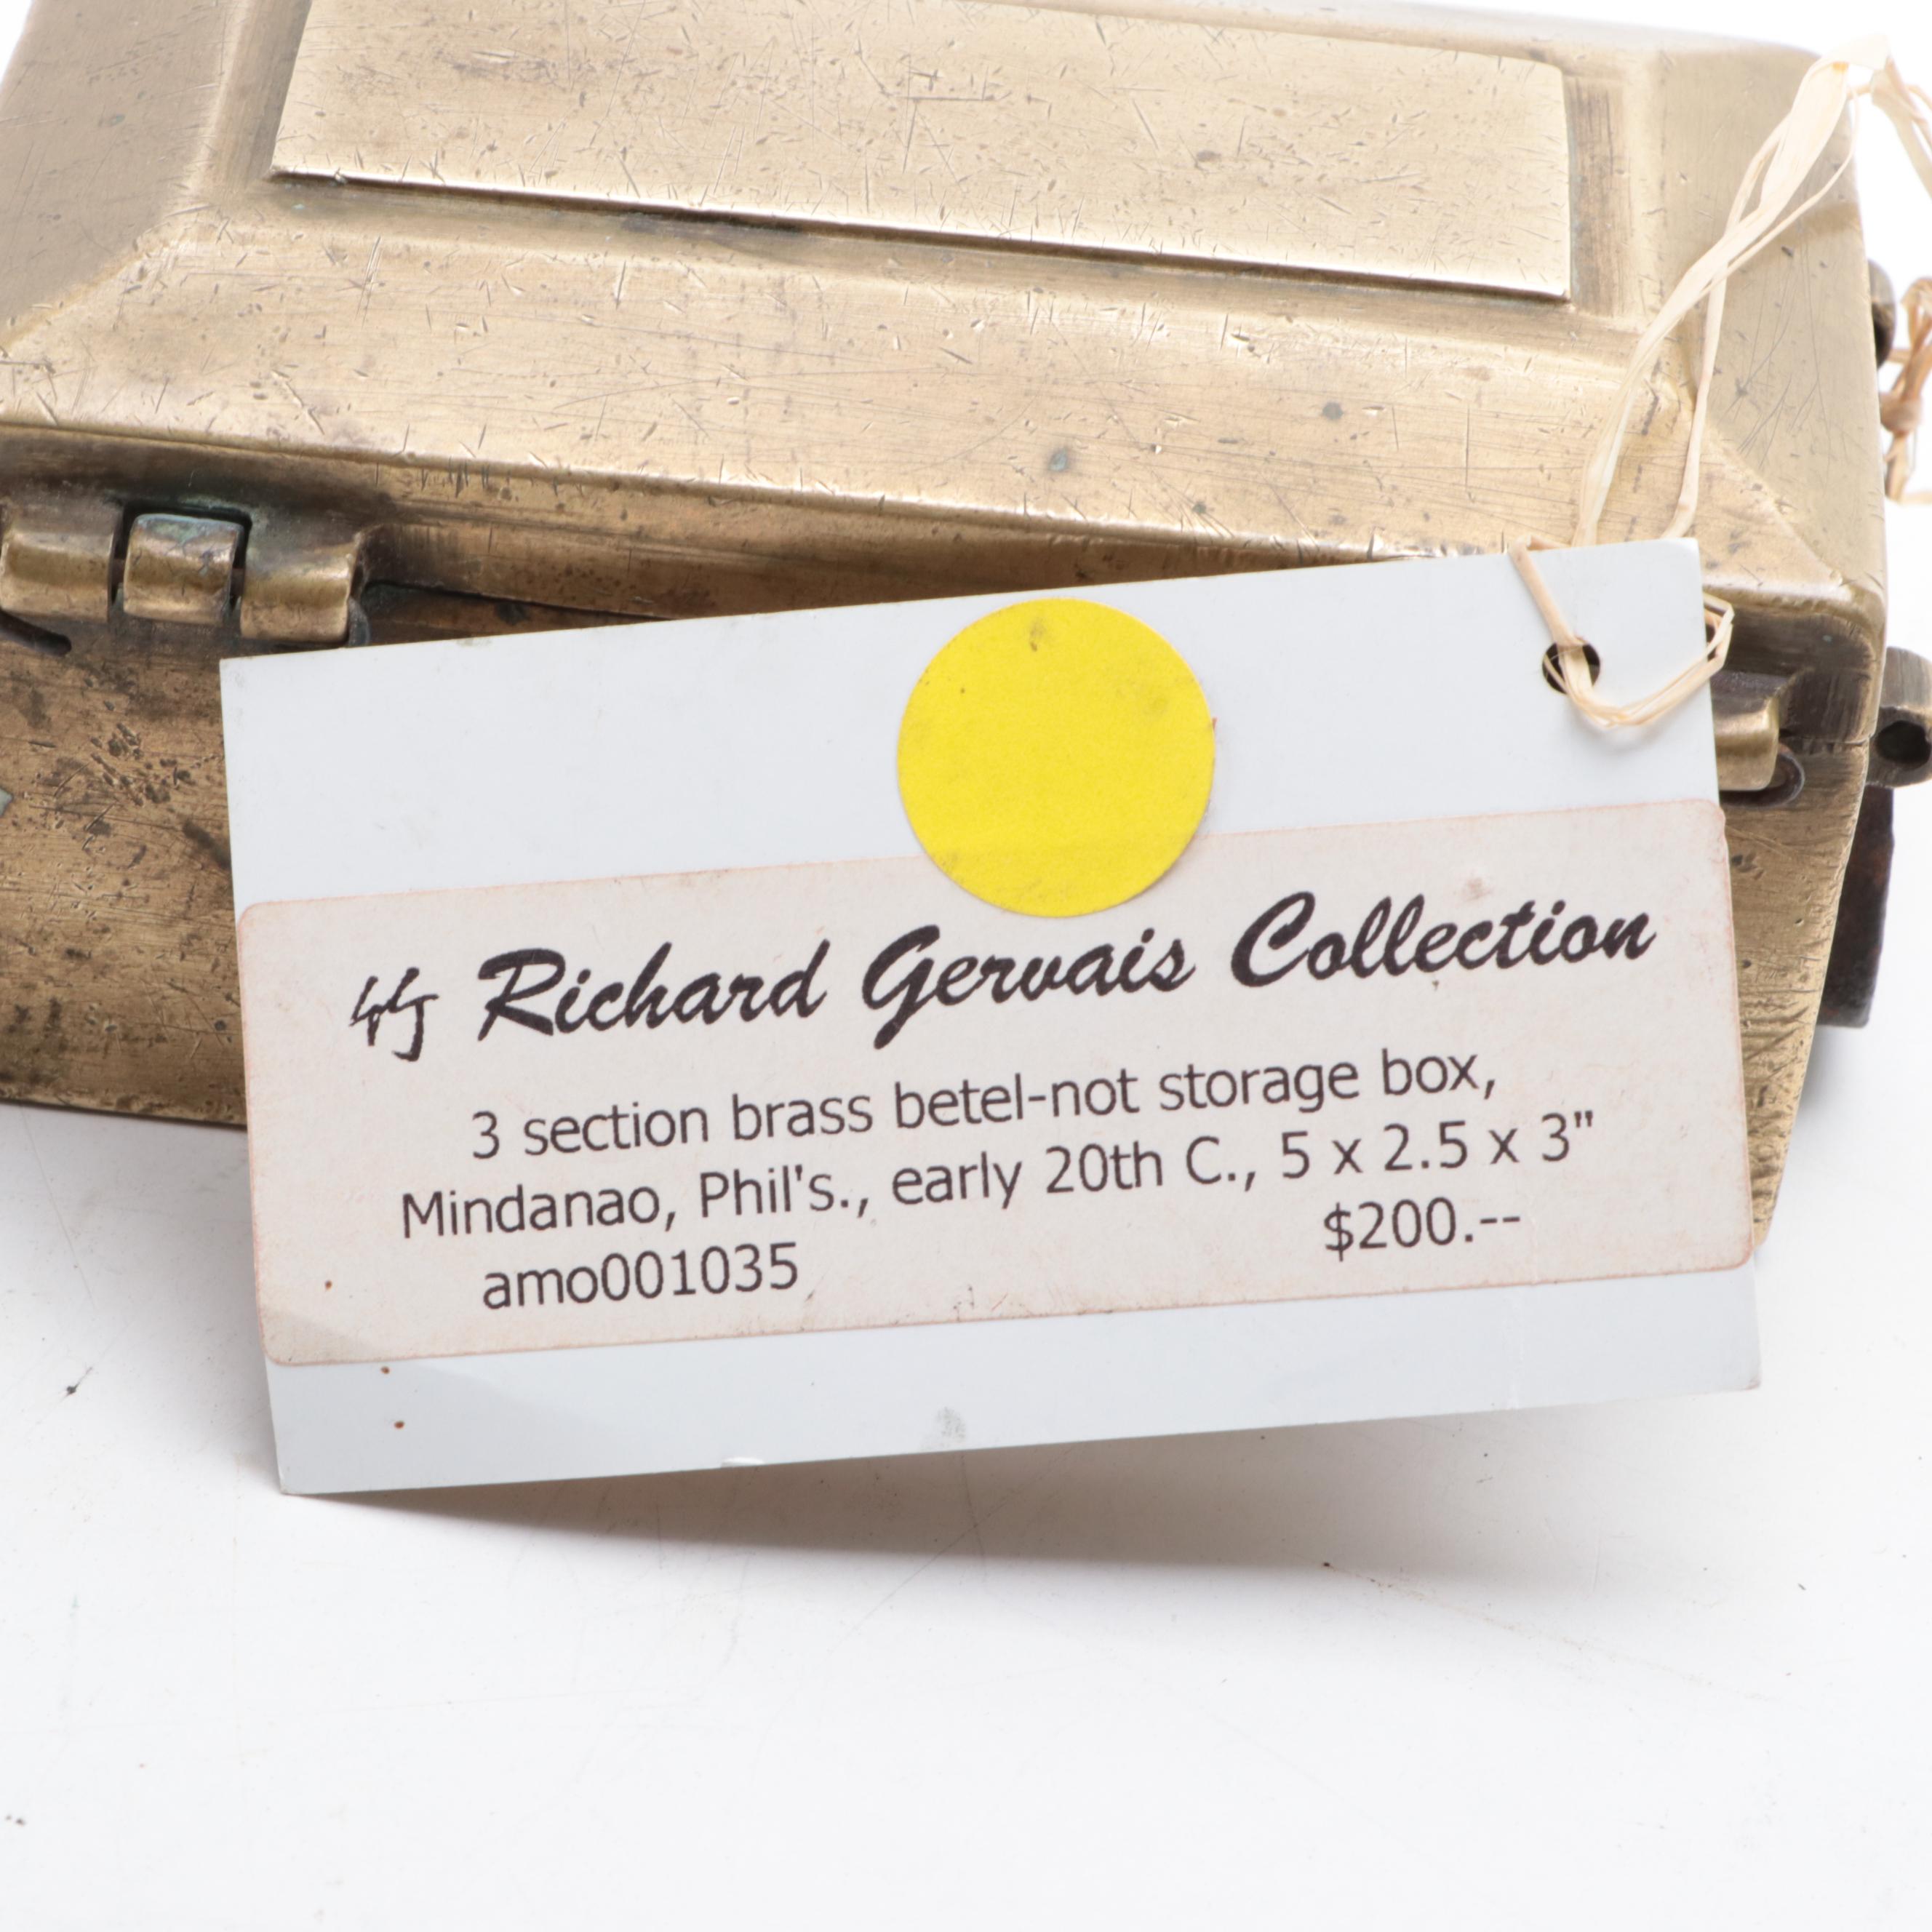 Richard Gervais Collection
3 section brass betel-not storage box,
Mindanao, Phil's., early 20th C., 5 x 2.5 x 3"
amo001035 $200.--